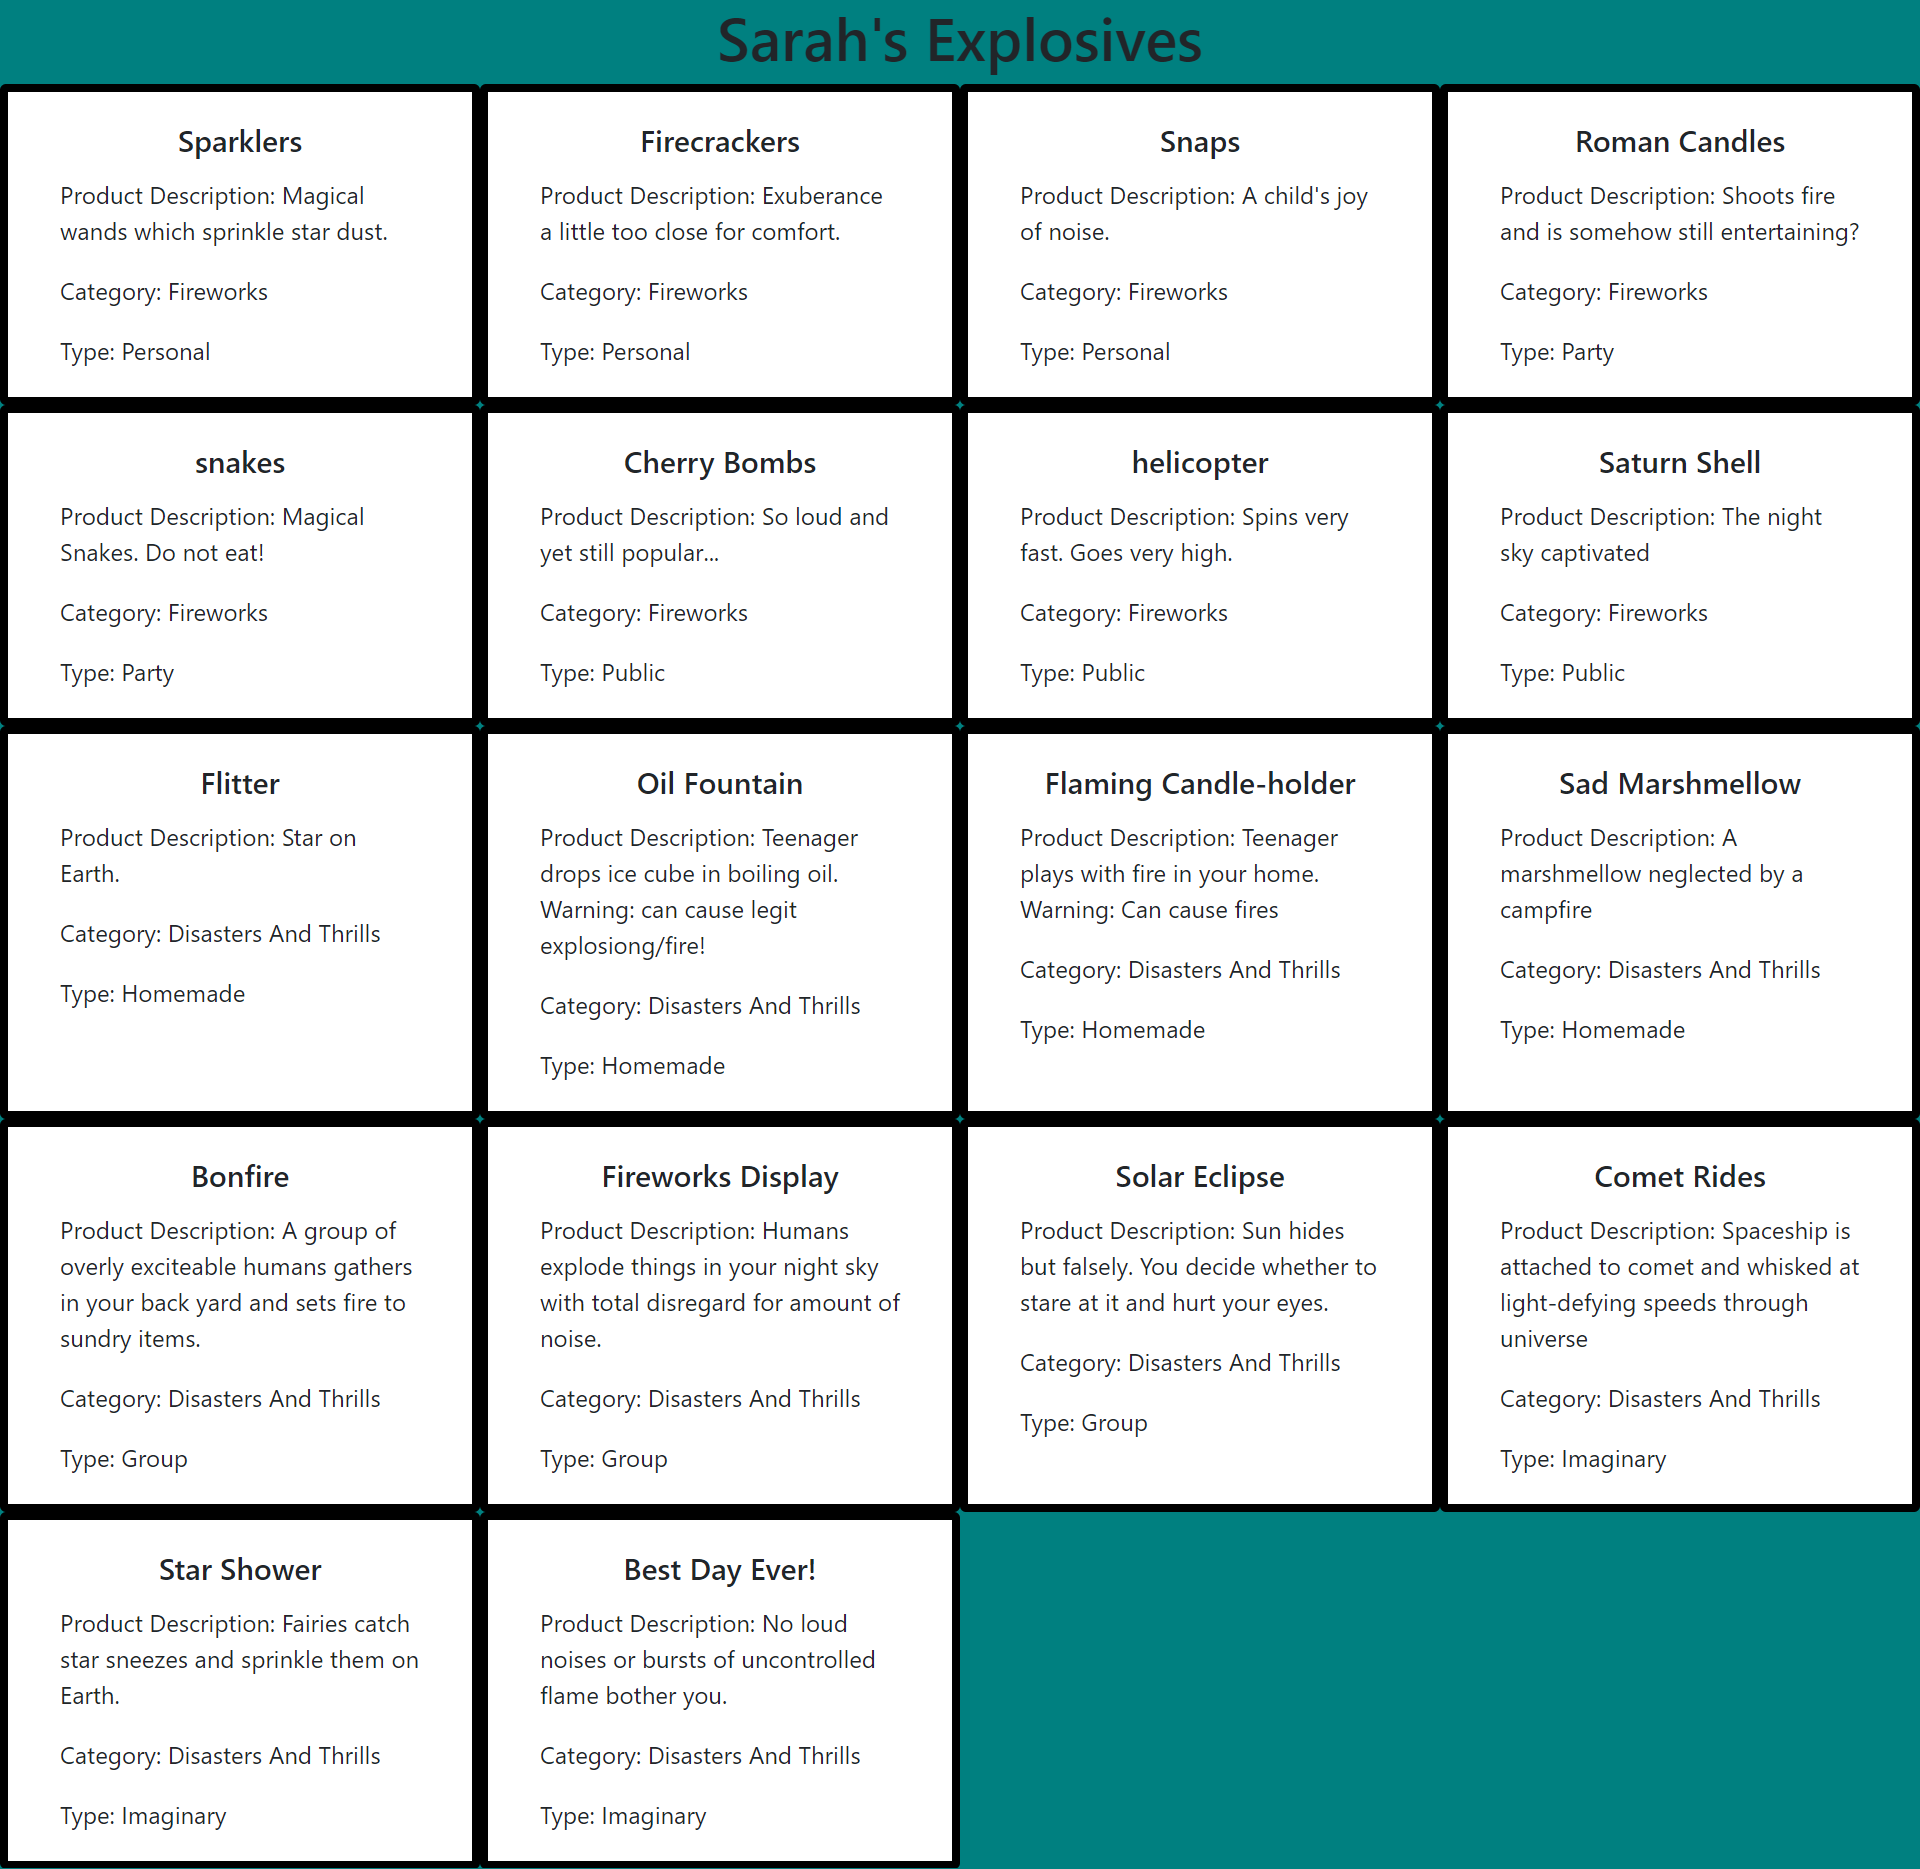 Sarah's Explosives
Sparklers
Product Description: Magical
wands which sprinkle star dust.
Category: Fireworks
Type: Personal
Firecrackers
Product Description: Exuberance
a little too close for comfort.
Category: Fireworks
Type: Personal
Snaps
Product Description: A child's joy
of noise.
Category: Fireworks
Type: Personal
Roman Candles
Product Description: Shoots fire
and is somehow still entertaining?
Category: Fireworks
Type: Party
snakes
Product Description: Magical
Snakes. Do not eat!
Category: Fireworks
Type: Party
Cherry Bombs
Product Description: So loud and
yet still popular...
Category: Fireworks
Type: Public
helicopter
Product Description: Spins very
fast. Goes very high.
Category: Fireworks
Type: Public
Saturn Shell
Product Description: The night
sky captivated
Category: Fireworks
Type: Public
Flitter
Product Description: Star on
Earth.
Category: Disasters And Thrills
Type: Homemade
Oil Fountain
Product Description: Teenager
drops ice cube in boiling oil.
Warning: can cause legit
explosiong/fire!
Category: Disasters And Thrills
Type: Homemade
Flaming Candle-holder
Product Description: Teenager
plays with fire in your home.
Warning: Can cause fires
Category: Disasters And Thrills
Type: Homemade
Sad Marshmellow
Product Description: A
marshmellow neglected by a
campfire
Category: Disasters And Thrills
Type: Homemade
Bonfire
Product Description: A group of
overly exciteable humans gathers
in your back yard and sets fire to
sundry items.
Category: Disasters And Thrills
Type: Group
Fireworks Display
Product Description: Humans
explode things in your night sky
with total disregard for amount of
noise.
Category: Disasters And Thrills
Type: Group
Solar Eclipse
Product Description: Sun hides
but falsely. You decide whether to
stare at it and hurt your eyes.
Category: Disasters And Thrills
Type: Group
Comet Rides
Product Description: Spaceship is
attached to comet and whisked at
light-defying speeds through
universe
Category: Disasters And Thrills
Type: Imaginary
Star Shower
Product Description: Fairies catch
star sneezes and sprinkle them on
Earth.
Category: Disasters And Thrills
Type: Imaginary
Best Day Ever!
Product Description: No loud
noises or bursts of uncontrolled
flame bother you.
Category: Disasters And Thrills
Type: Imaginary